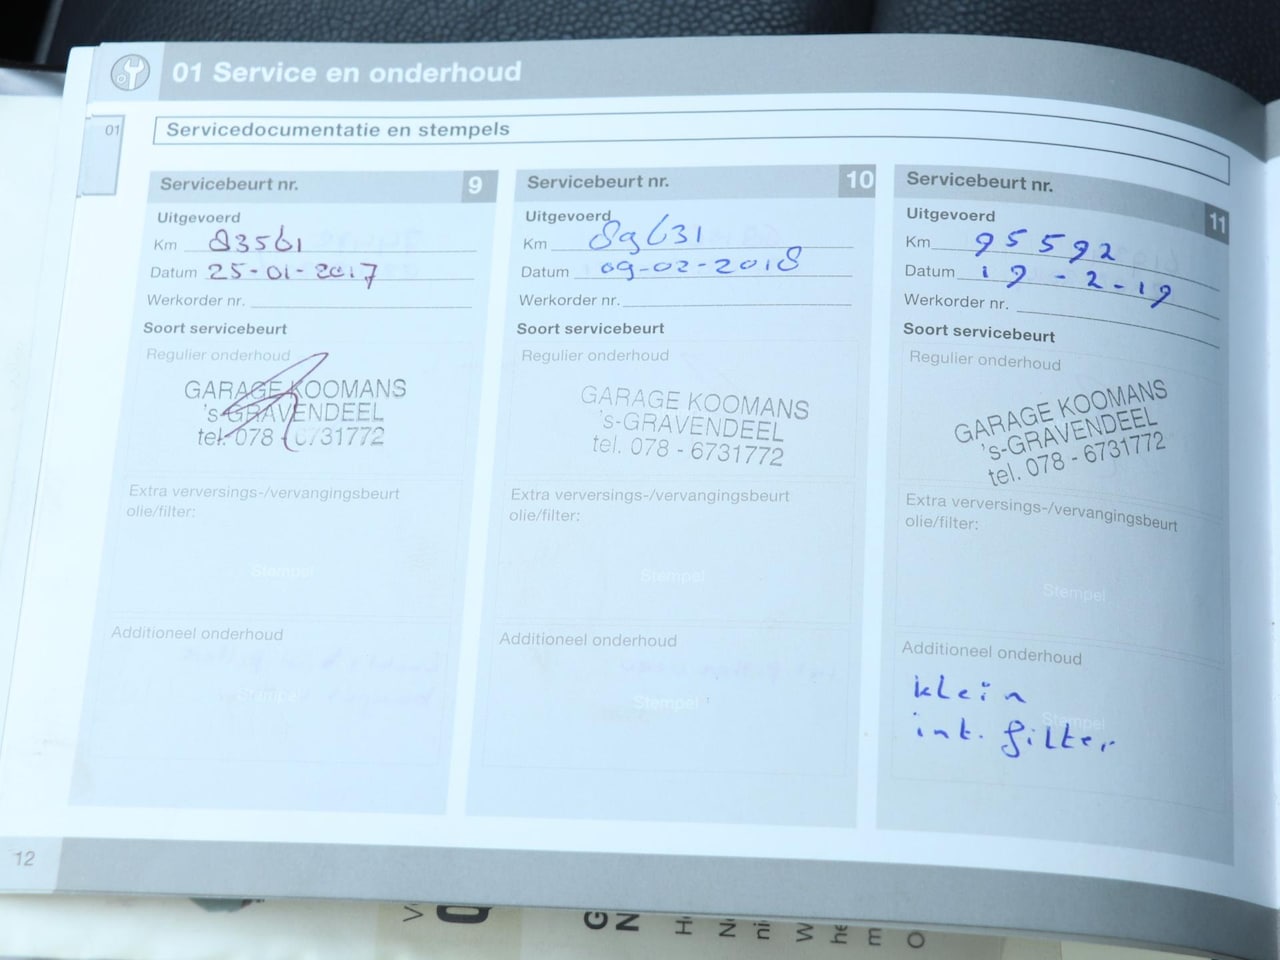 01 Service en onderhoud
01
Servicedocumentatie en stempels
Servicebeurt nr. 9
Uitgevoerd
Km 83561
Datum 25-01-2017
Werkorder nr.
Soort servicebeurt
Regulier onderhoud
GARAGE KOOMANS
's-GRAVENDEEL
tel. 078 - 6731772
Extra verversings-/vervangingsbeurt
olie/filter:
Stempel
Additioneel onderhoud
Stempel
Servicebeurt nr. 10
Uitgevoerd
Km 89631
Datum 09-02-2018
Werkorder nr.
Soort servicebeurt
Regulier onderhoud
GARAGE KOOMANS
's-GRAVENDEEL
tel. 078 - 6731772
Extra verversings-/vervangingsbeurt
olie/filter:
Stempel
Additioneel onderhoud
Stempel
Servicebeurt nr. 11
Uitgevoerd
Km 95592
Datum 19-2-19
Werkorder nr.
Soort servicebeurt
Regulier onderhoud
GARAGE KOOMANS
's-GRAVENDEEL
tel. 078 - 6731772
Extra verversings-/vervangingsbeurt
olie/filter:
Stempel
Additioneel onderhoud
klein
Stempel
int. filter
12